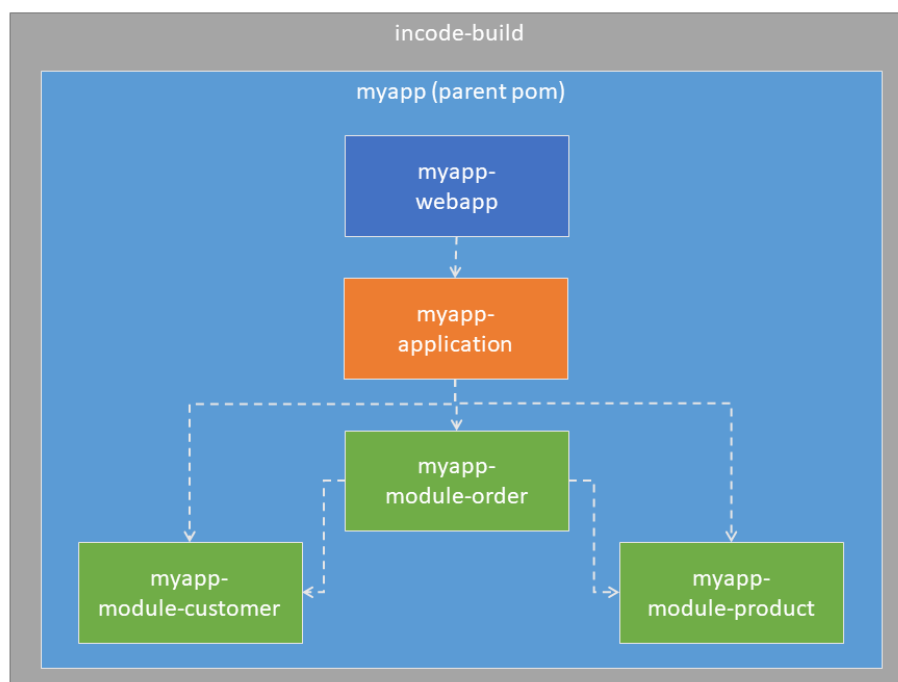 incode-build
myapp (parent pom)
myapp-
webapp
myapp-
application
myapp-
module-order
myapp-
module-customer
myapp-
module-product